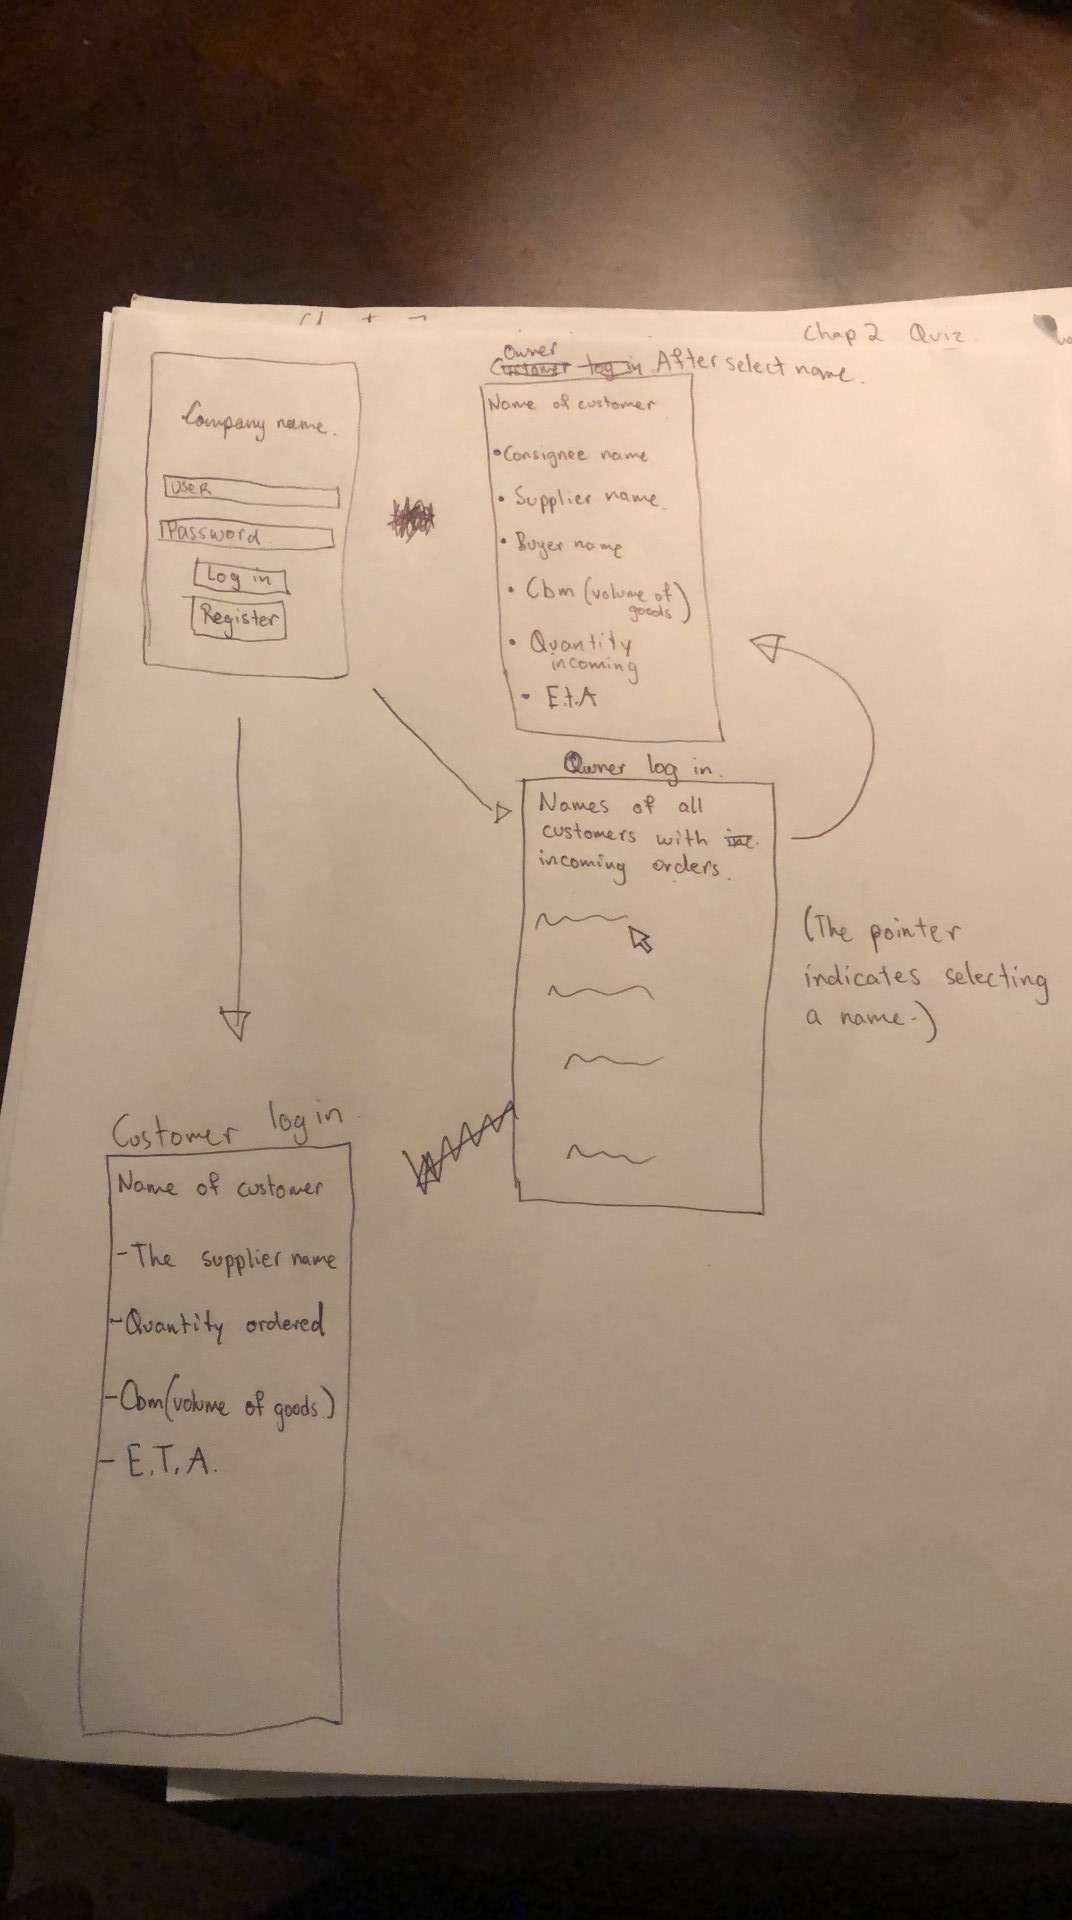 Chap 2 Quiz
Company name.
USER
Password
Log in
Register
Owner
Customer log in After select name.
Name of customer
• Consignee name
• Supplier name
• Buyer name
• Cbm (volume of
goods)
• Quantity
incoming
• E.t.A
Owner log in.
Names of all
customers with inc.
incoming orders.
(The pointer
indicates selecting
a name.)
Customer log in
Name of customer
- The supplier name
- Quantity ordered
- Cbm (volume of goods.)
- E.T.A.